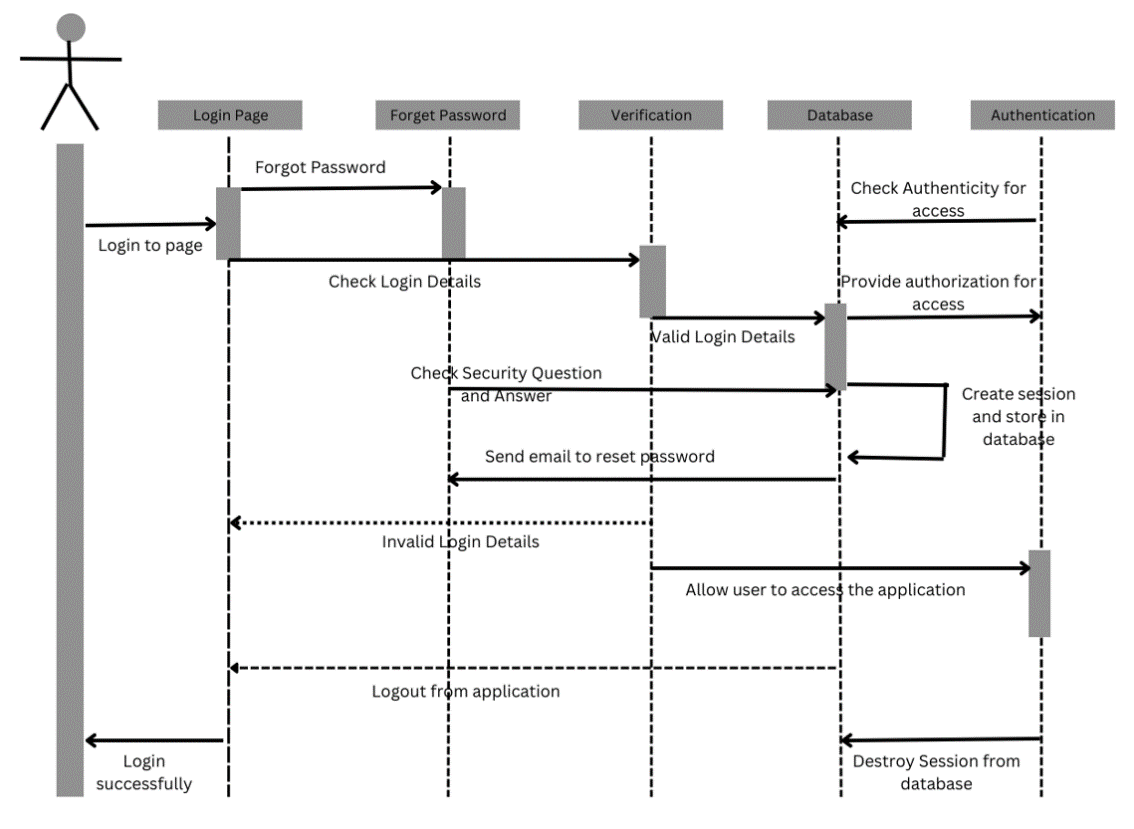 Login Page
Forget Password
Verification
Database
Authentication
Forgot Password
Check Authenticity for
access
Login to page
Check Login Details
Provide authorization for
access
Valid Login Details
Check Security Question
and Answer
Create session
and store in
database
Send email to reset password
Invalid Login Details
Allow user to access the application
Logout from application
Login
successfully
Destroy Session from
database